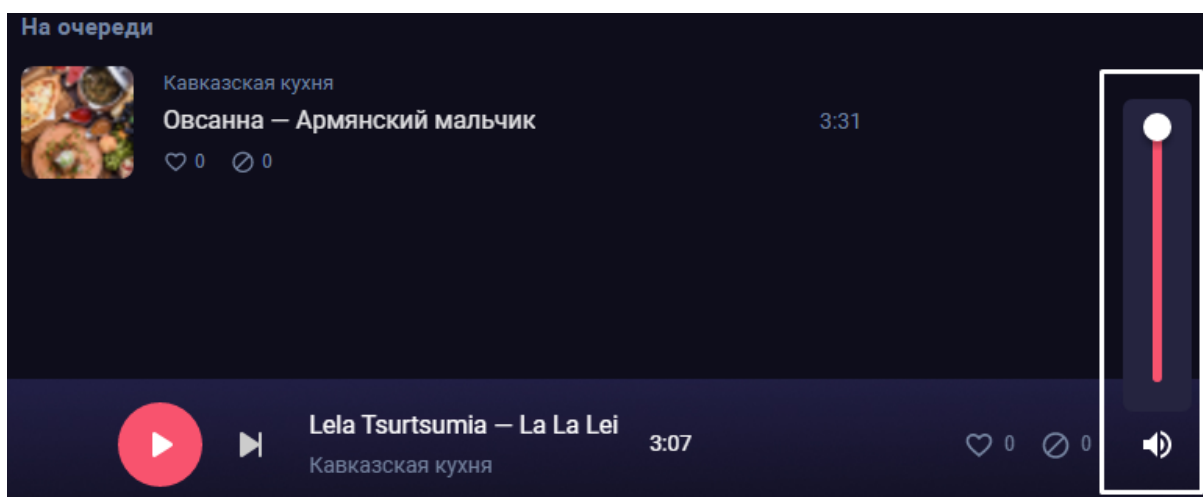 На очереди
Кавказская кухня
Овсанна — Армянский мальчик
3:31
0 0
Lela Tsurtsumia — La La Lei
3:07
Кавказская кухня
0 0